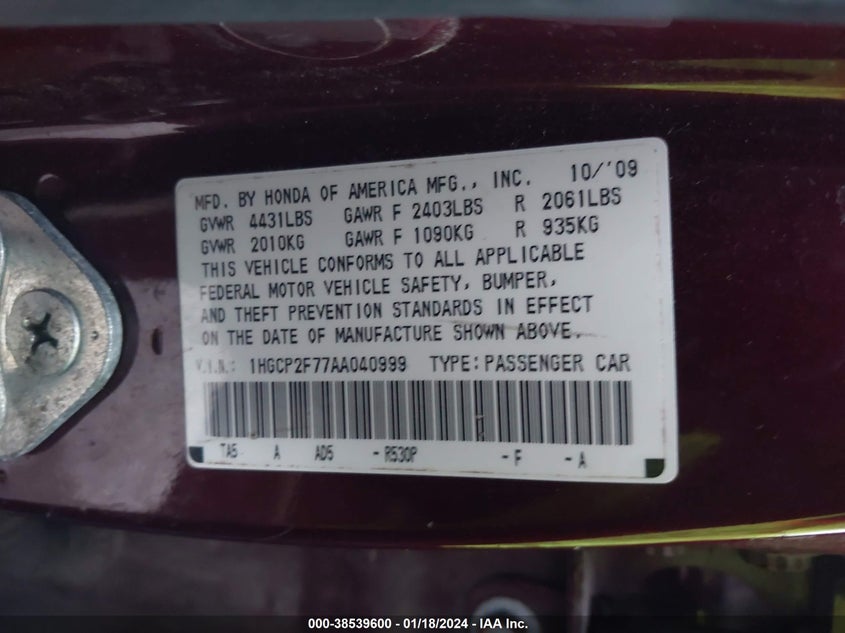 MFD. BY HONDA OF AMERICA MFG., INC. 10/'09
GVWR 4431LBS GAWR F 2403LBS R 2061LBS
GVWR 2010KG GAWR F 1090KG R 935KG
THIS VEHICLE CONFORMS TO ALL APPLICABLE
FEDERAL MOTOR VEHICLE SAFETY, BUMPER,
AND THEFT PREVENTION STANDARDS IN EFFECT
ON THE DATE OF MANUFACTURE SHOWN ABOVE.
V.I.N.: 1HGCP2F77AA040999 TYPE: PASSENGER CAR
TA5 A AD5 - R530P - F - A
000-38539600 / 01/18/2024 / IAA Inc.